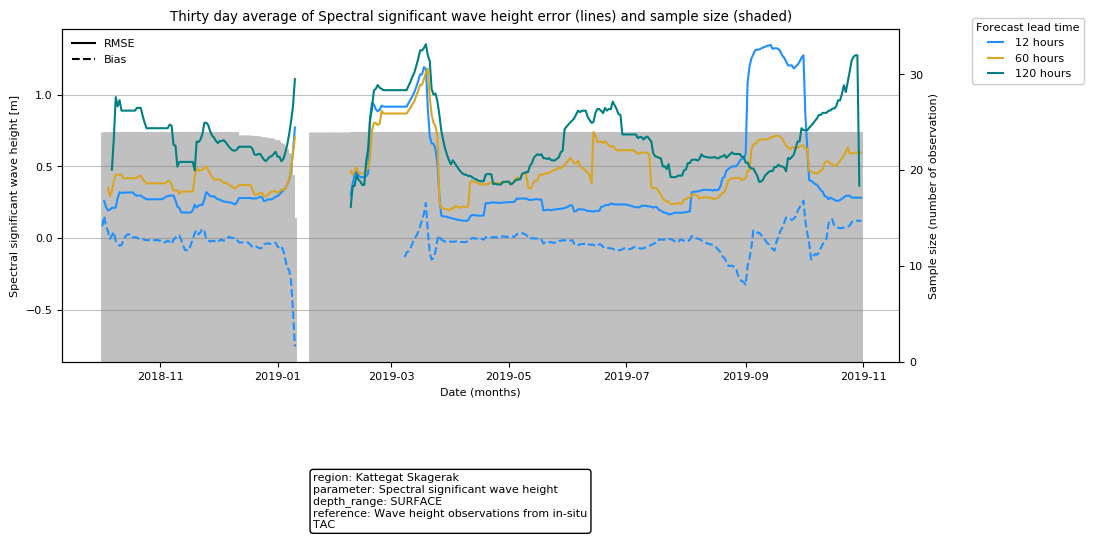 Thirty day average of Spectral significant wave height error (lines) and sample size (shaded)
Forecast lead time
12 hours
60 hours
120 hours
RMSE
Bias
Spectral significant wave height [m]
1.0
0.5
0.0
−0.5
30
20
10
0
Sample size (number of observation)
2018-11 2019-01 2019-03 2019-05 2019-07 2019-09 2019-11
Date (months)
region: Kattegat Skagerak
parameter: Spectral significant wave height
depth_range: SURFACE
reference: Wave height observations from in-situ
TAC